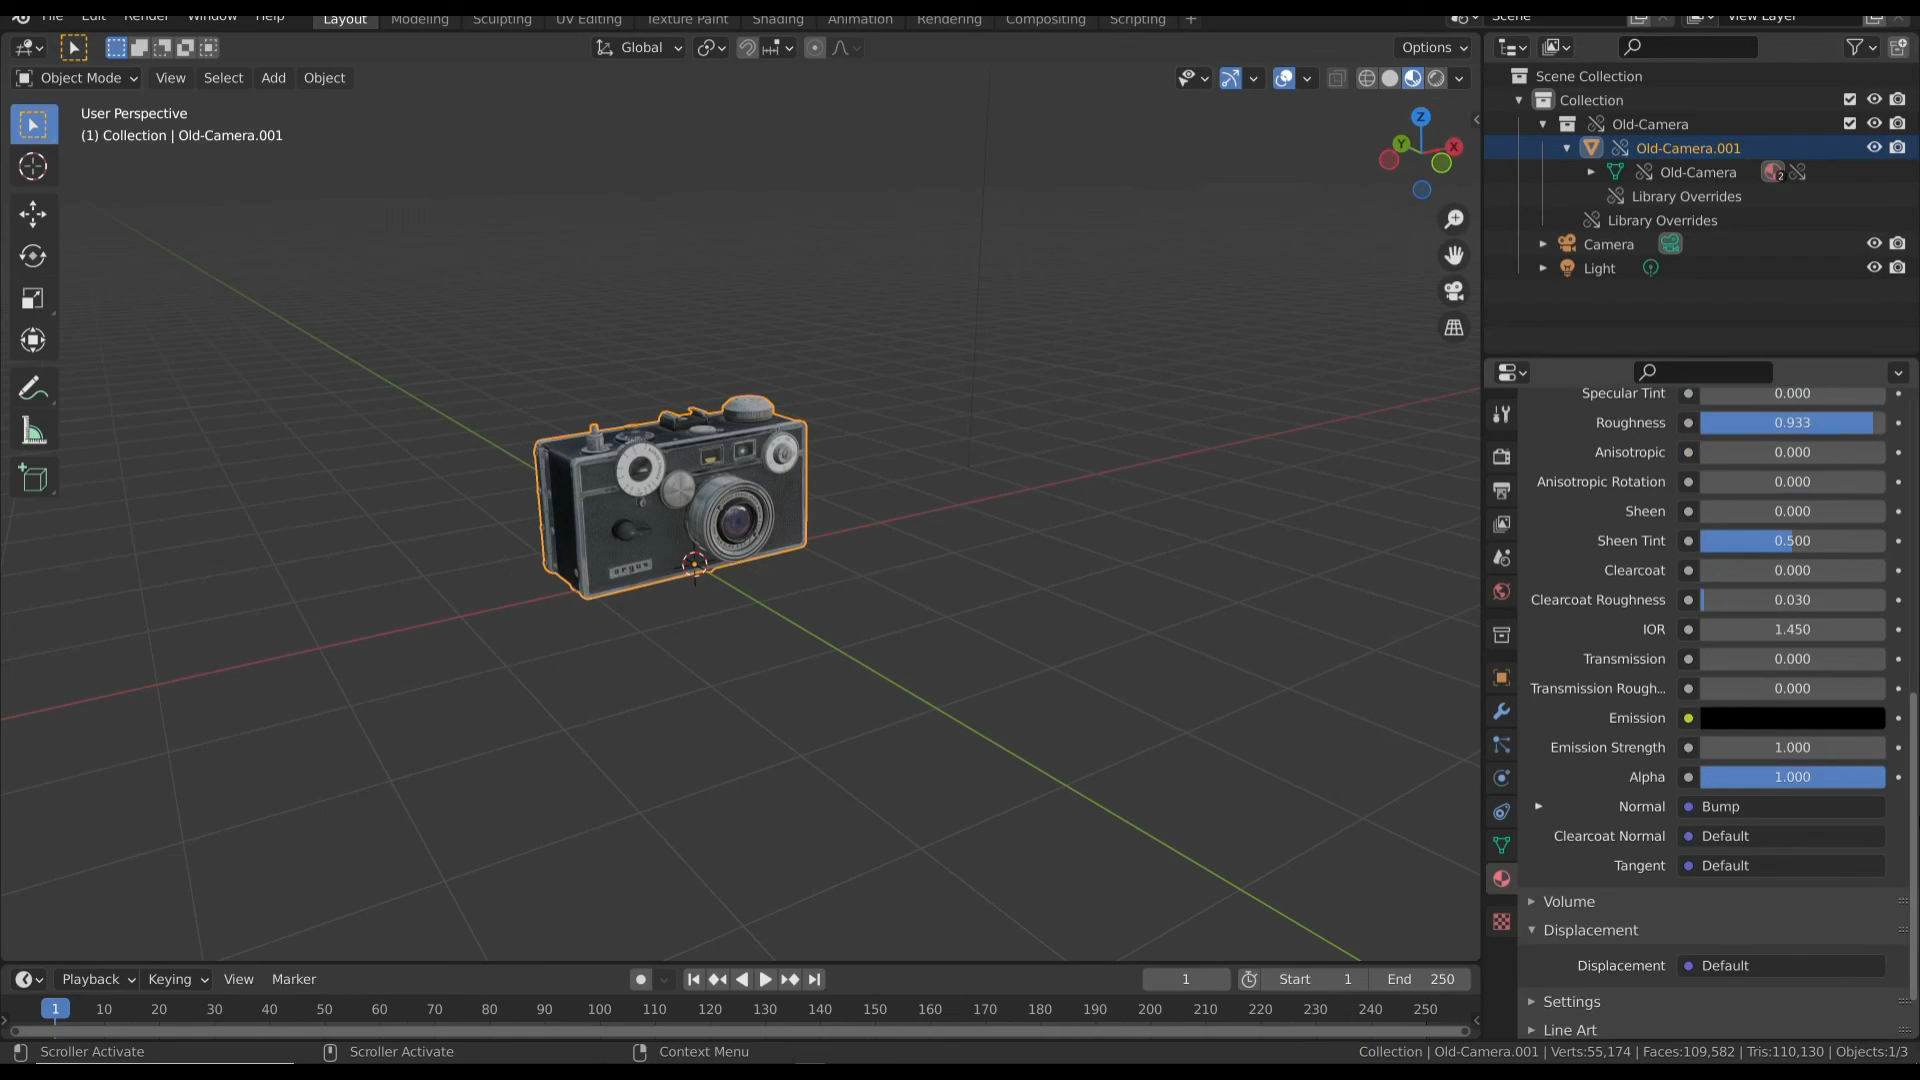 File Edit Render Window Help
Layout Modeling Sculpting UV Editing Texture Paint Shading Animation Rendering Compositing Scripting +
Scene
View Layer
Global
Options
Object Mode View Select Add Object
User Perspective
(1) Collection | Old-Camera.001
Z
Y
X
argus
Scene Collection
Collection
Old-Camera
Old-Camera.001
Old-Camera 2
Library Overrides
Library Overrides
Camera
Light
Specular Tint 0.000
Roughness 0.933
Anisotropic 0.000
Anisotropic Rotation 0.000
Sheen 0.000
Sheen Tint 0.500
Clearcoat 0.000
Clearcoat Roughness 0.030
IOR 1.450
Transmission 0.000
Transmission Rough... 0.000
Emission
Emission Strength 1.000
Alpha 1.000
Normal Bump
Clearcoat Normal Default
Tangent Default
Volume
Displacement
Displacement Default
Settings
Line Art
Playback Keying View Marker
1 Start 1 End 250
1 10 20 30 40 50 60 70 80 90 100 110 120 130 140 150 160 170 180 190 200 210 220 230 240 250
Scroller Activate Scroller Activate Context Menu
Collection | Old-Camera.001 | Verts:55,174 | Faces:109,582 | Tris:110,130 | Objects:1/3